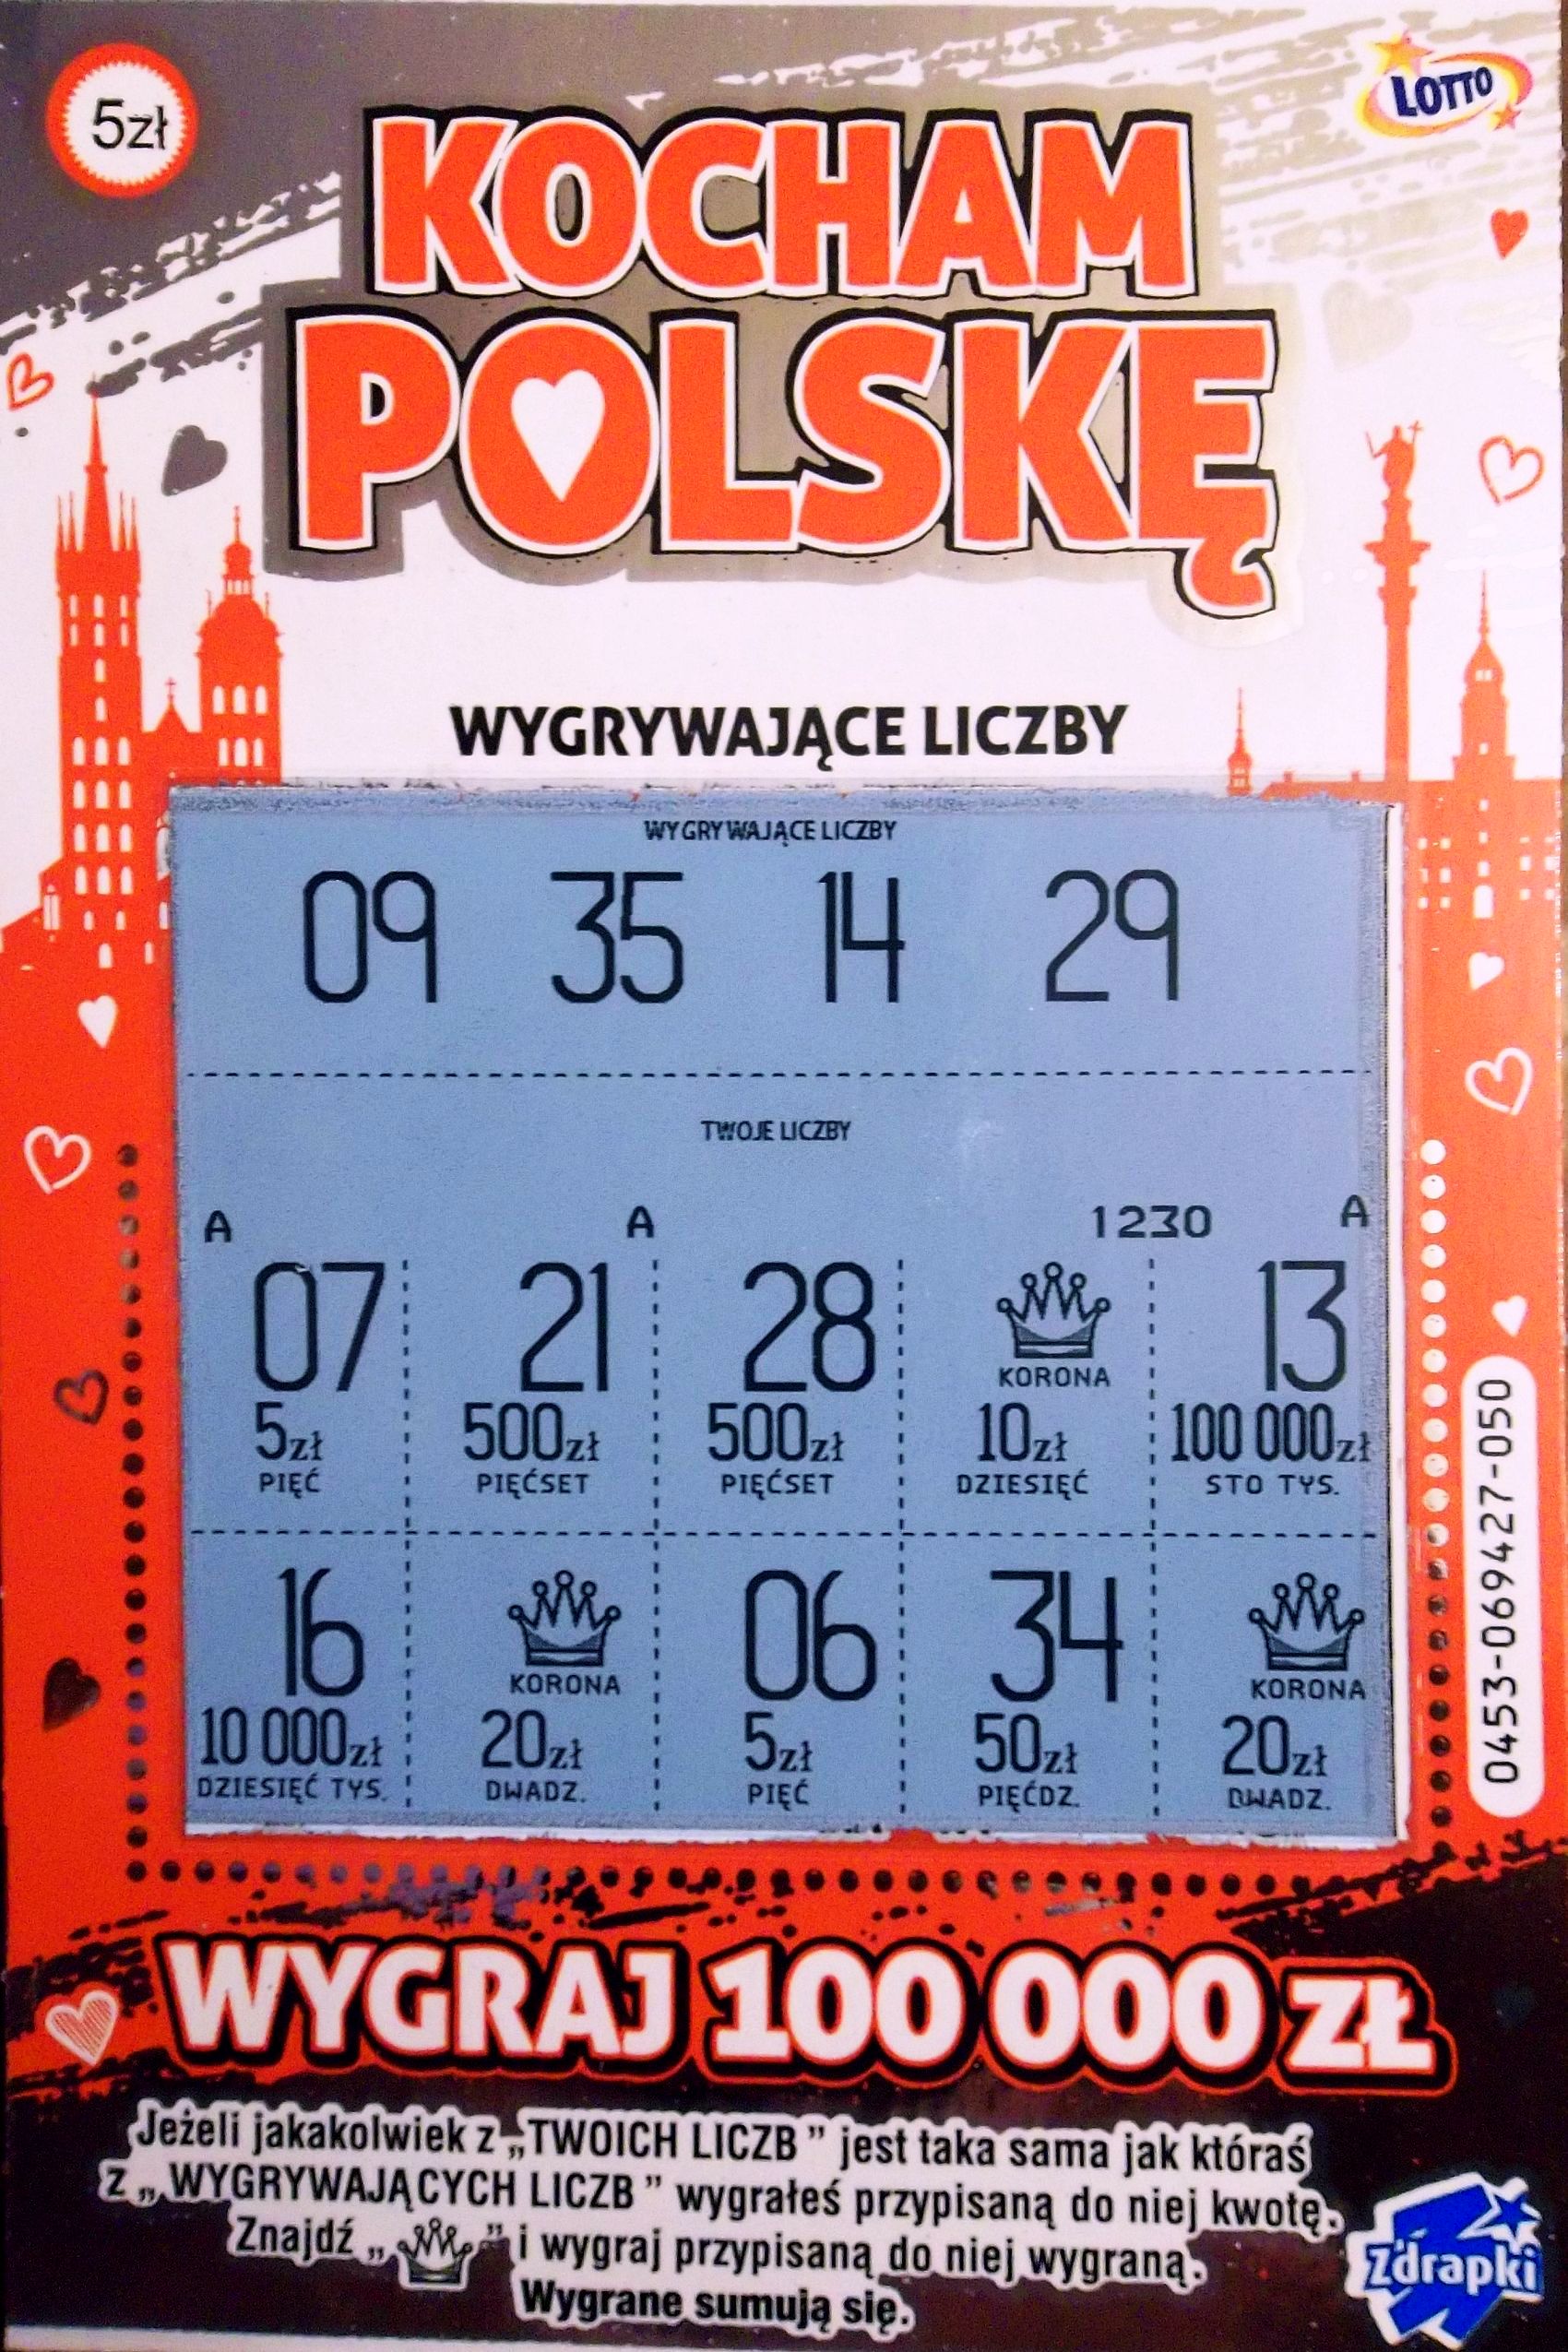 5zł
LOTTO
KOCHAM
POLSKĘ
WYGRYWAJĄCE LICZBY
WYGRYWAJĄCE LICZBY
09 35 14 29
TWOJE LICZBY
A A 1230 A
07 21 28 KORONA 13
5zł 500zł 500zł 10zł 100 000zł
PIĘĆ PIĘĆSET PIĘĆSET DZIESIĘĆ STO TYS.
16 KORONA 06 34 KORONA
10 000zł 20zł 5zł 50zł 20zł
DZIESIĘĆ TYS. DWADZ. PIĘĆ PIĘĆDZ. DWADZ.
0453-069427-050
WYGRAJ 100 000 ZŁ
Jeżeli jakakolwiek z „TWOICH LICZB” jest taka sama jak któraś
z „WYGRYWAJĄCYCH LICZB” wygrałeś przypisaną do niej kwotę.
Znajdź „ ” i wygraj przypisaną do niej wygraną.
Wygrane sumują się.
Zdrapki